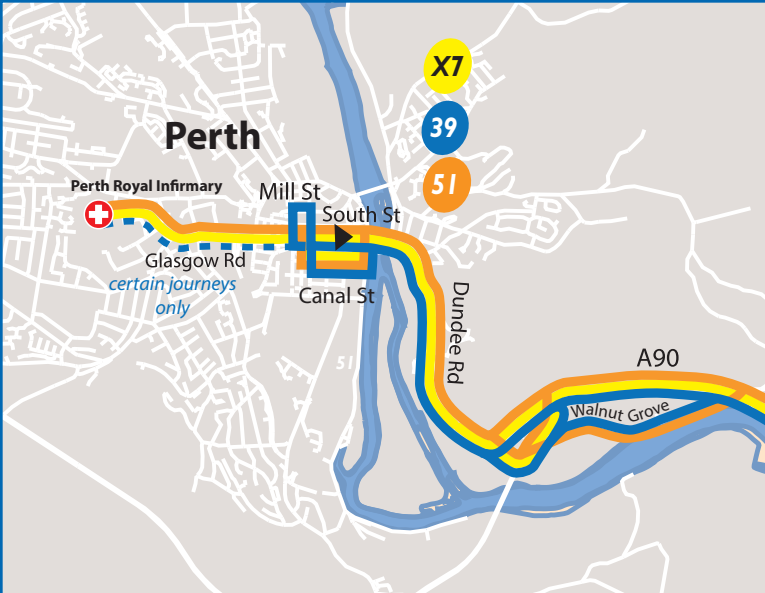 X7
39
51
Perth
Perth Royal Infirmary
Mill St
South St
Glasgow Rd
certain journeys
only
Canal St
Dundee Rd
51
A90
Walnut Grove